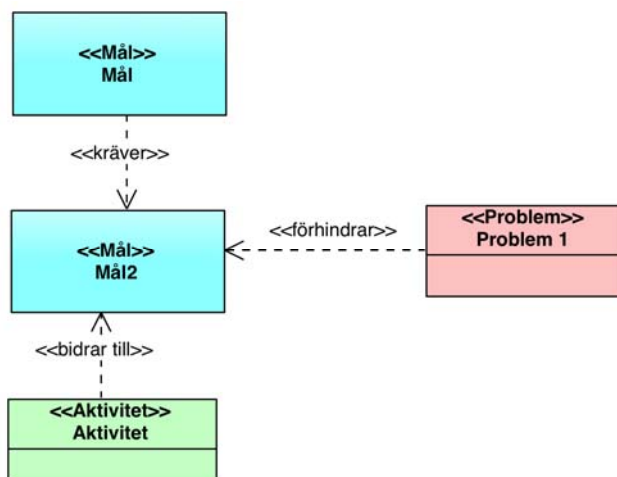 <<Mål>>
Mål
<<kräver>>
<<Mål>>
Mål2
<<förhindrar>>
<<Problem>>
Problem 1
<<bidrar till>>
<<Aktivitet>>
Aktivitet